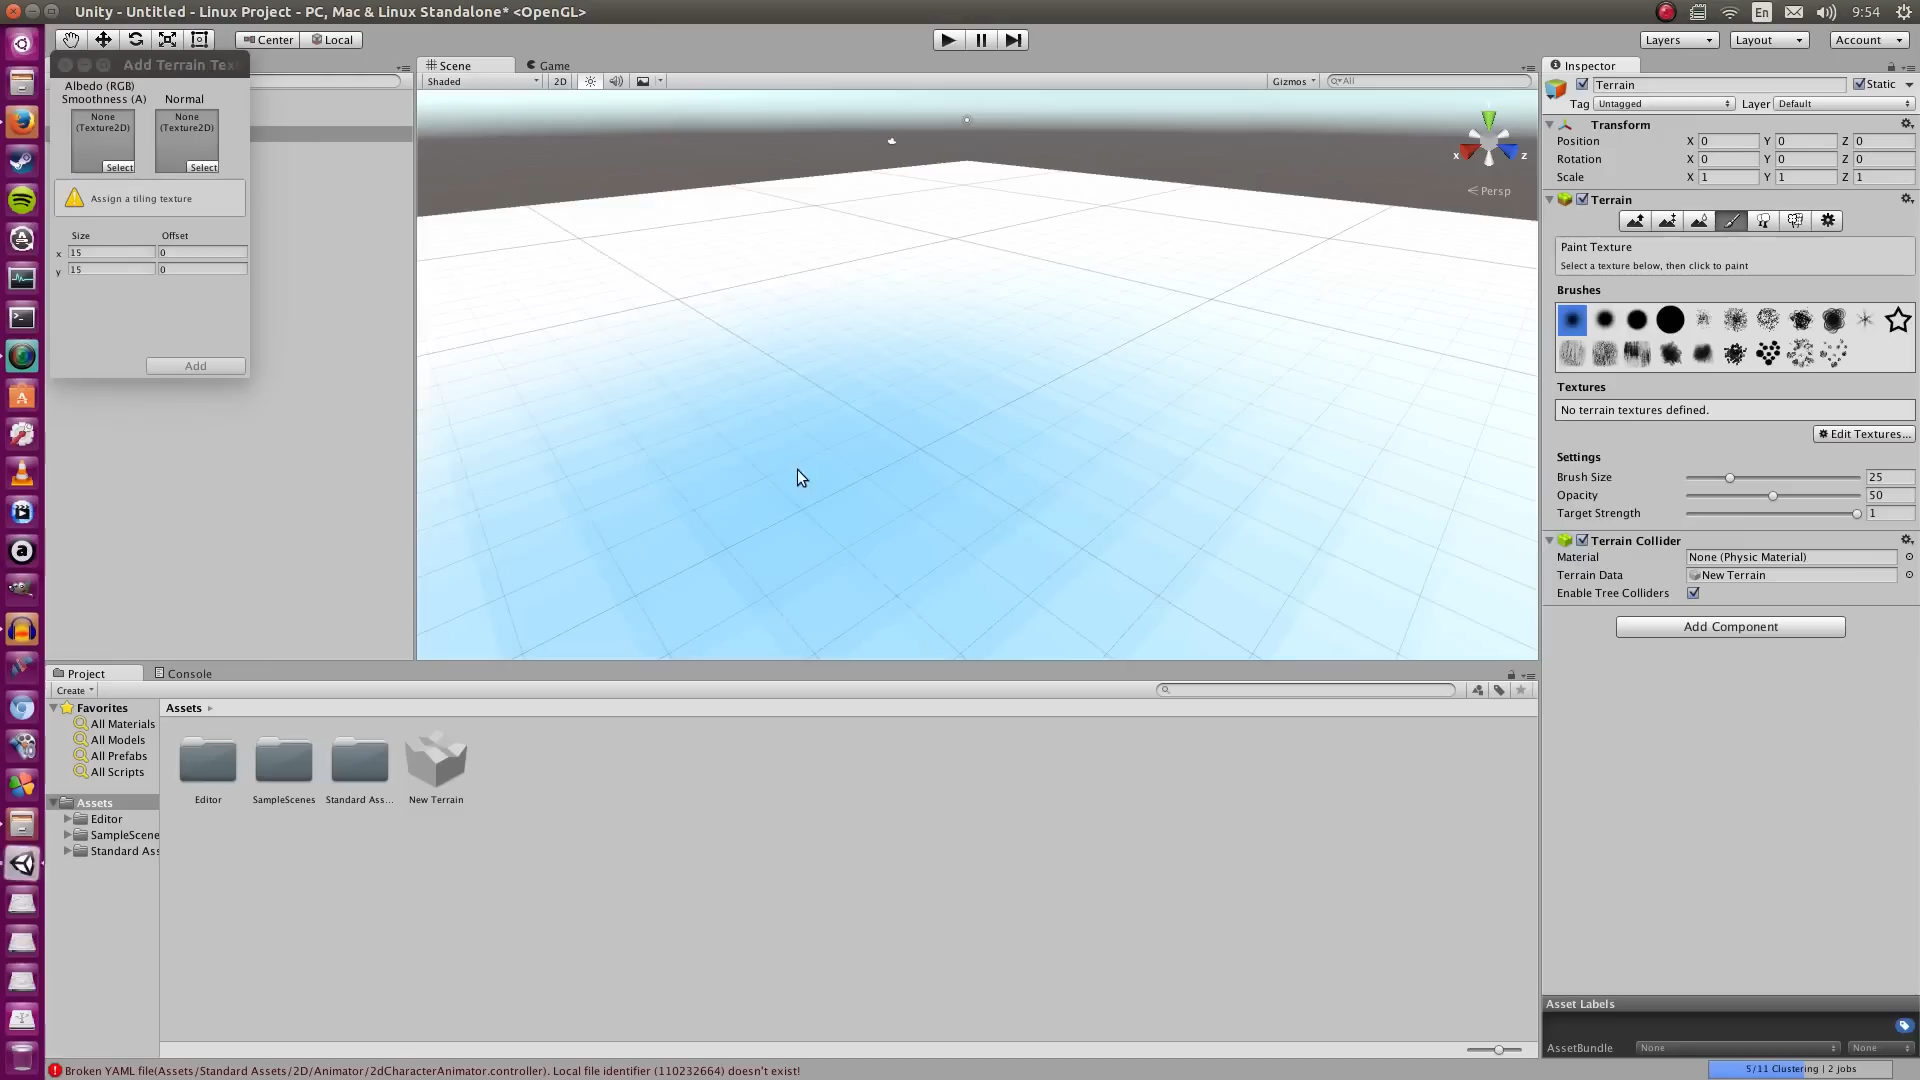 Unity - Untitled - Linux Project - PC, Mac & Linux Standalone* <OpenGL>
En
9:54
Center
Local
Layers
Layout
Account
Add Terrain Tex
Albedo (RGB)
Smoothness (A)
Normal
None
(Texture2D)
Select
None
(Texture2D)
Select
Assign a tiling texture
Size
Offset
x 15 0
y 15 0
Add
Scene
Game
Shaded
2D
Gizmos
All
x
z
Persp
Inspector
Terrain
Static
Tag Untagged
Layer Default
Transform
Position X 0 Y 0 Z 0
Rotation X 0 Y 0 Z 0
Scale X 1 Y 1 Z 1
Terrain
Paint Texture
Select a texture below, then click to paint
Brushes
Textures
No terrain textures defined.
Edit Textures...
Settings
Brush Size 25
Opacity 50
Target Strength 1
Terrain Collider
Material None (Physic Material)
Terrain Data New Terrain
Enable Tree Colliders
Add Component
Project
Console
Create
Favorites
All Materials
All Models
All Prefabs
All Scripts
Assets
Editor
SampleScene
Standard Ass
Assets
Editor
SampleScenes
Standard Ass...
New Terrain
Asset Labels
AssetBundle None None
Broken YAML file(Assets/Standard Assets/2D/Animator/2dCharacterAnimator.controller). Local file identifier (110232664) doesn't exist!
5/11 Clustering | 2 jobs